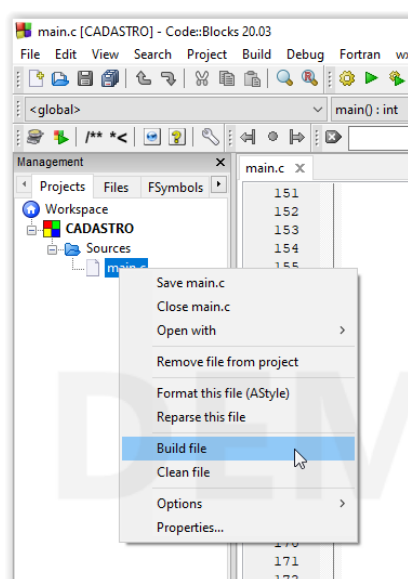 main.c [CADASTRO] - Code::Blocks 20.03
File Edit View Search Project Build Debug Fortran
<global> main() : int
/** *<
Management
main.c
Projects Files FSymbols
Workspace
CADASTRO
Sources
main.c
151
152
153
154
155
Save main.c
Close main.c
Open with
Remove file from project
Format this file (AStyle)
Reparse this file
Build file
Clean file
Options
Properties...
170
171
172
DEM